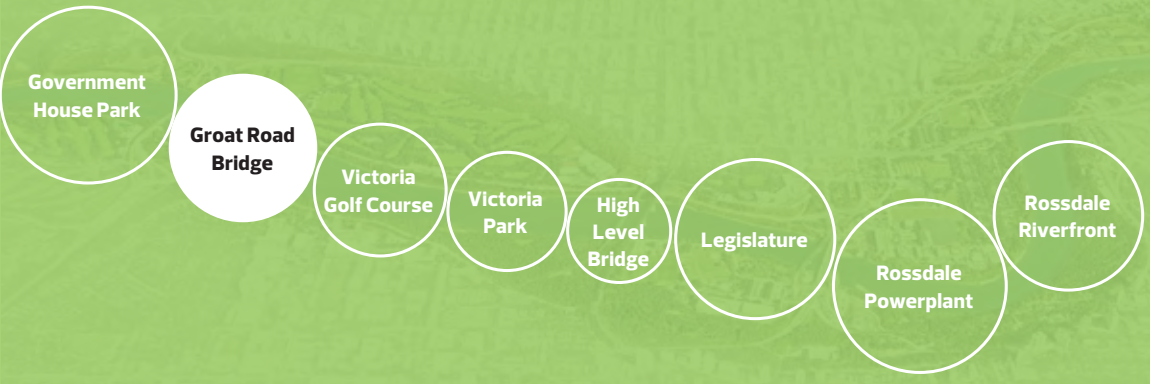 Government
House Park
Groat Road
Bridge
Victoria
Golf Course
Victoria
Park
High
Level
Bridge
Legislature
Rossdale
Powerplant
Rossdale
Riverfront